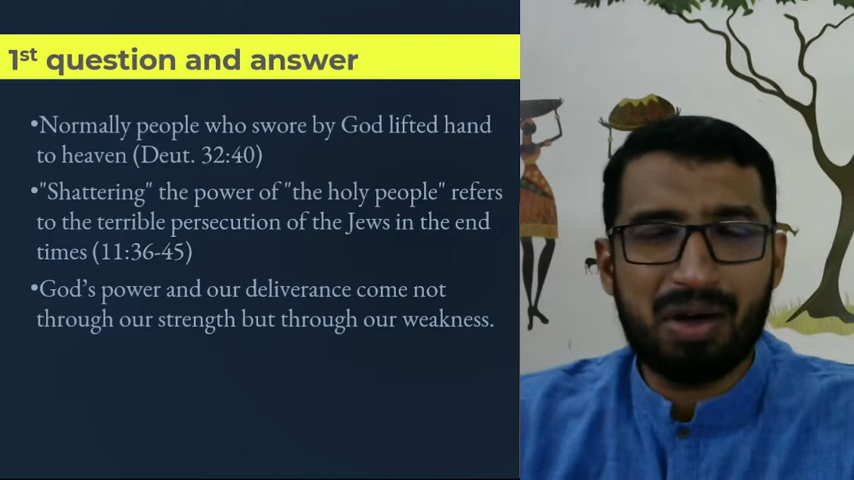 1st question and answer
•Normally people who swore by God lifted hand
to heaven (Deut. 32:40)
•"Shattering" the power of "the holy people" refers
to the terrible persecution of the Jews in the end
times (11:36-45)
•God's power and our deliverance come not
through our strength but through our weakness.